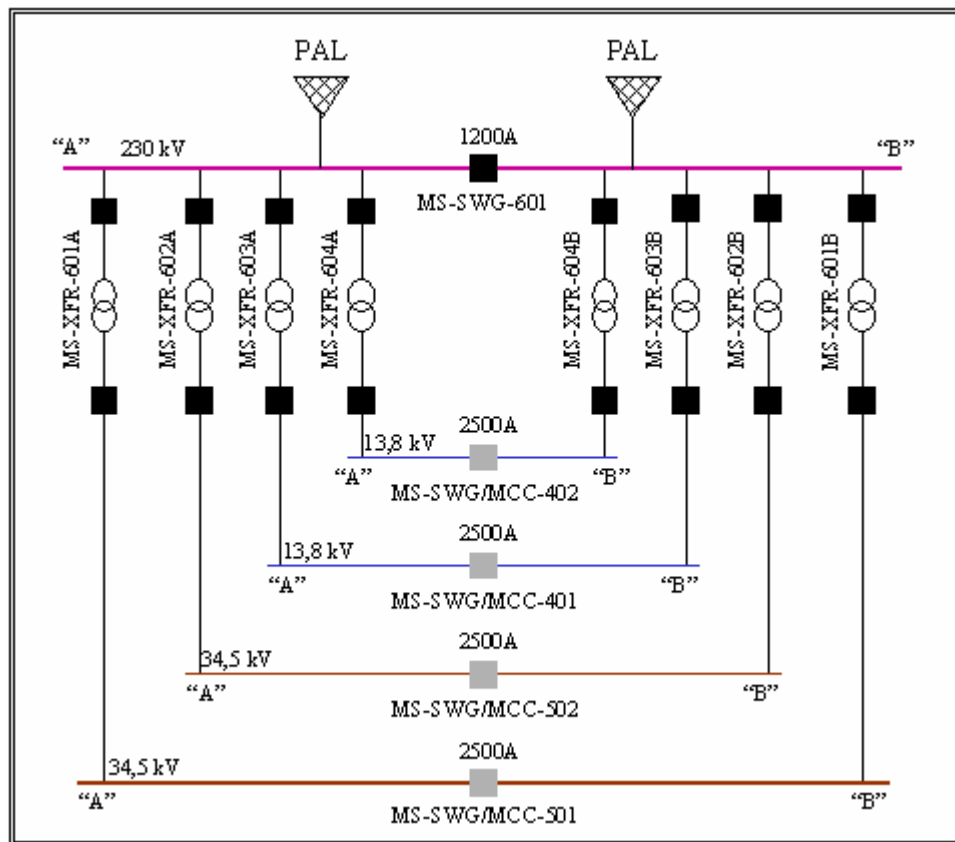 PAL
PAL
1200A
“A”
230 kV
“B”
MS-SWG-601
MS-XFR-601A
MS-XFR-602A
MS-XFR-603A
MS-XFR-604A
MS-XFR-604B
MS-XFR-603B
MS-XFR-602B
MS-XFR-601B
2500A
13,8 kV
“A”
“B”
MS-SWG/MCC-402
2500A
13,8 kV
“A”
“B”
MS-SWG/MCC-401
2500A
34,5 kV
“A”
“B”
MS-SWG/MCC-502
2500A
34,5 kV
“A”
“B”
MS-SWG/MCC-501